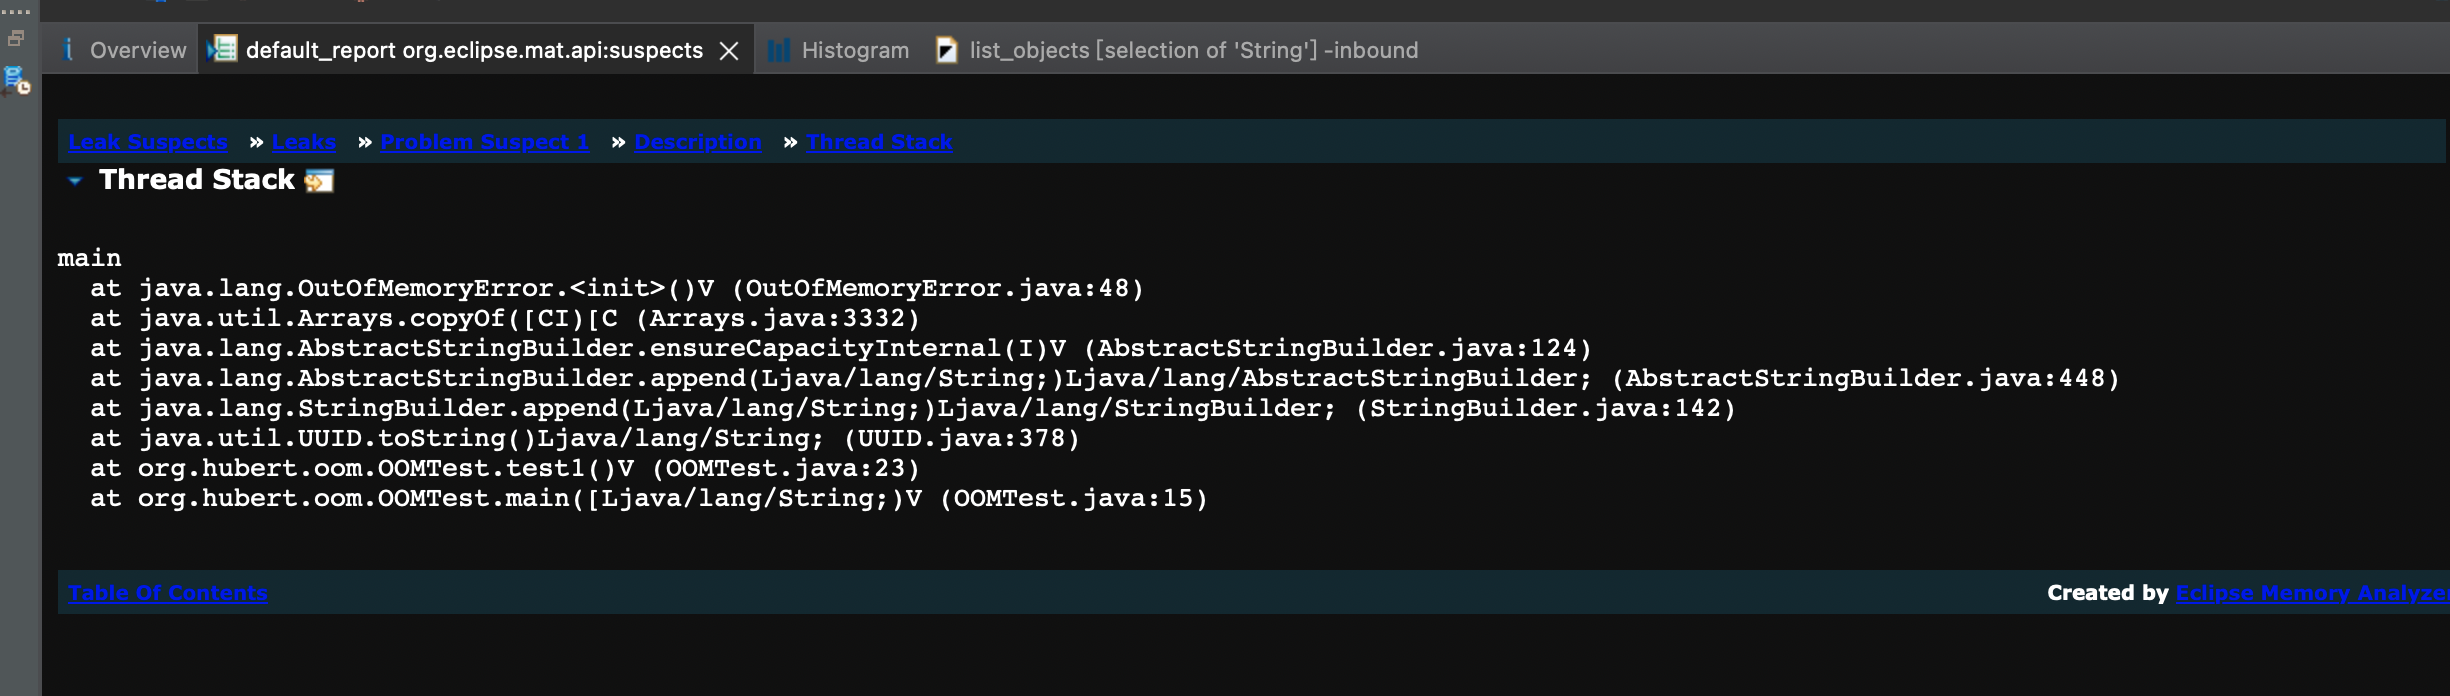 Overview default_report org.eclipse.mat.api:suspects Histogram list_objects [selection of 'String'] -inbound
Leak Suspects » Leaks » Problem Suspect 1 » Description » Thread Stack
Thread Stack
main
at java.lang.OutOfMemoryError.<init>()V (OutOfMemoryError.java:48)
at java.util.Arrays.copyOf([CI)[C (Arrays.java:3332)
at java.lang.AbstractStringBuilder.ensureCapacityInternal(I)V (AbstractStringBuilder.java:124)
at java.lang.AbstractStringBuilder.append(Ljava/lang/String;)Ljava/lang/AbstractStringBuilder; (AbstractStringBuilder.java:448)
at java.lang.StringBuilder.append(Ljava/lang/String;)Ljava/lang/StringBuilder; (StringBuilder.java:142)
at java.util.UUID.toString()Ljava/lang/String; (UUID.java:378)
at org.hubert.oom.OOMTest.test1()V (OOMTest.java:23)
at org.hubert.oom.OOMTest.main([Ljava/lang/String;)V (OOMTest.java:15)
Table Of Contents Created by Eclipse Memory Analyze